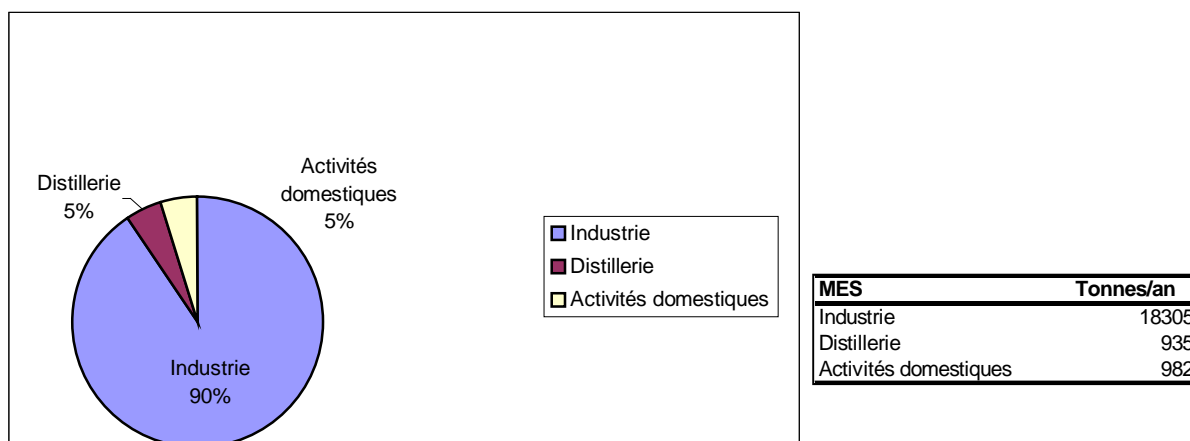 Activités
domestiques
5%
Distillerie
5%
Industrie
90%
Industrie
Distillerie
Activités domestiques
MES Tonnes/an
Industrie 18305
Distillerie 935
Activités domestiques 982